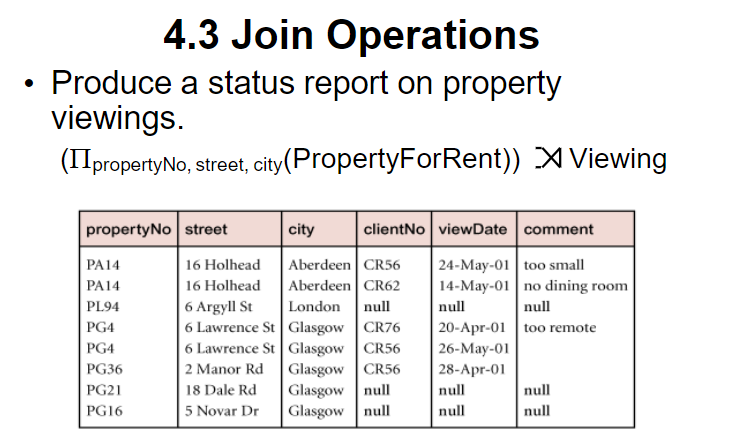 4.3 Join Operations
• Produce a status report on property
viewings.
(ΠpropertyNo, street, city(PropertyForRent)) ⟕ Viewing
propertyNo street city clientNo viewDate comment
PA14 16 Holhead Aberdeen CR56 24-May-01 too small
PA14 16 Holhead Aberdeen CR62 14-May-01 no dining room
PL94 6 Argyll St London null null null
PG4 6 Lawrence St Glasgow CR76 20-Apr-01 too remote
PG4 6 Lawrence St Glasgow CR56 26-May-01
PG36 2 Manor Rd Glasgow CR56 28-Apr-01
PG21 18 Dale Rd Glasgow null null null
PG16 5 Novar Dr Glasgow null null null